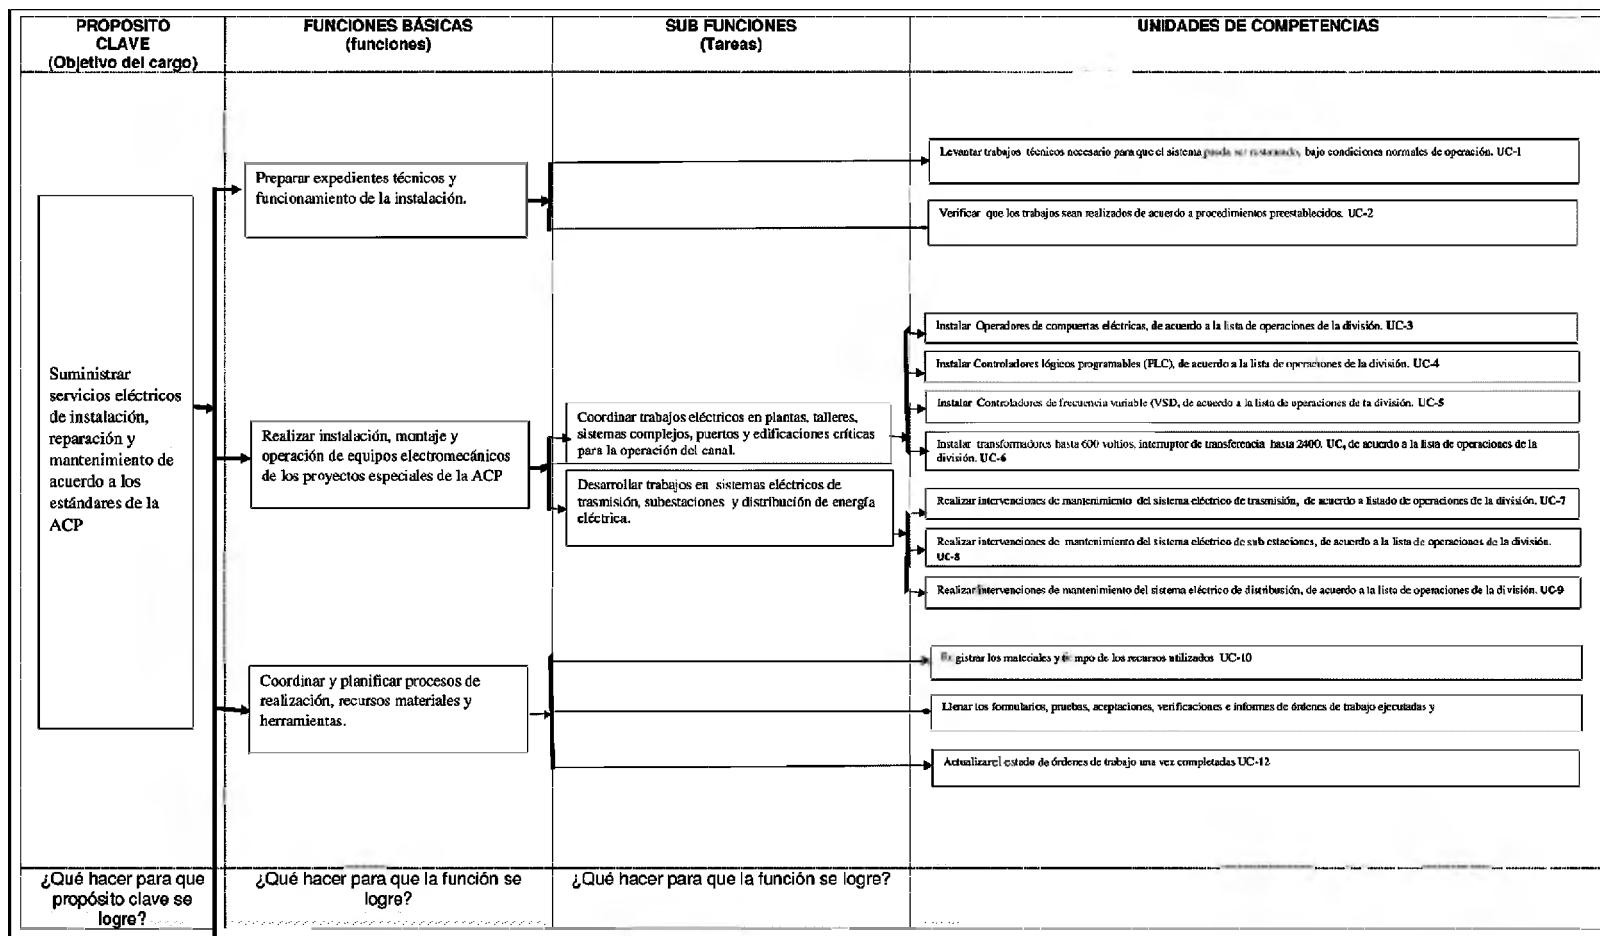 PROPOSITO
CLAVE
(Objetivo del cargo)
FUNCIONES BÁSICAS
(funciones)
SUB FUNCIONES
(Tareas)
UNIDADES DE COMPETENCIAS
Suministrar
servicios eléctricos
de instalación,
reparación y
mantenimiento de
acuerdo a los
estándares de la
ACP
Preparar expedientes técnicos y
funcionamiento de la instalación.
Levantar trabajos técnicos necesario para que el sistema bajo condiciones normales de operación. UC-1
Verificar que los trabajos sean realizados de acuerdo a procedimientos preestablecidos. UC-2
Realizar instalación, montaje y
operación de equipos electromecánicos
de los proyectos especiales de la ACP
Coordinar trabajos eléctricos en plantas, talleres,
sistemas complejos, puertos y edificaciones críticas
para la operación del canal.
Desarrollar trabajos en sistemas eléctricos de
trasmisión, subestaciones y distribución de energía
eléctrica.
Instalar Operadores de compuertas eléctricas, de acuerdo a la lista de operaciones de la división. UC-3
Instalar Controladores lógicos programables (PLC), de acuerdo a la lista de operaciones de la división. UC-4
Instalar Controladores de frecuencia variable (VSD, de acuerdo a la lista de operaciones de la división. UC-5
Instalar transformadores hasta 600 voltios, interruptor de transferencia hasta 2400. UC, de acuerdo a la lista de operaciones de la
división. UC-6
Realizar intervenciones de mantenimiento del sistema eléctrico de trasmisión, de acuerdo a listado de operaciones de la división. UC-7
Realizar intervenciones de mantenimiento del sistema eléctrico de sub estaciones, de acuerdo a la lista de operaciones de la división.
UC-8
Realizar intervenciones de mantenimiento del sistema eléctrico de distribusión, de acuerdo a la lista de operaciones de la división. UC-9
Coordinar y planificar procesos de
realización, recursos materiales y
herramientas.
Registrar los materiales y tiempo de los recursos utilizados UC-10
Llenar los formularios, pruebas, aceptaciones, verificaciones e informes de órdenes de trabajo ejecutadas y
Actualizar el estado de órdenes de trabajo una vez completadas UC-12
¿Qué hacer para que
propósito clave se
logre?
¿Qué hacer para que la función se
logre?
¿Qué hacer para que la función se logre?